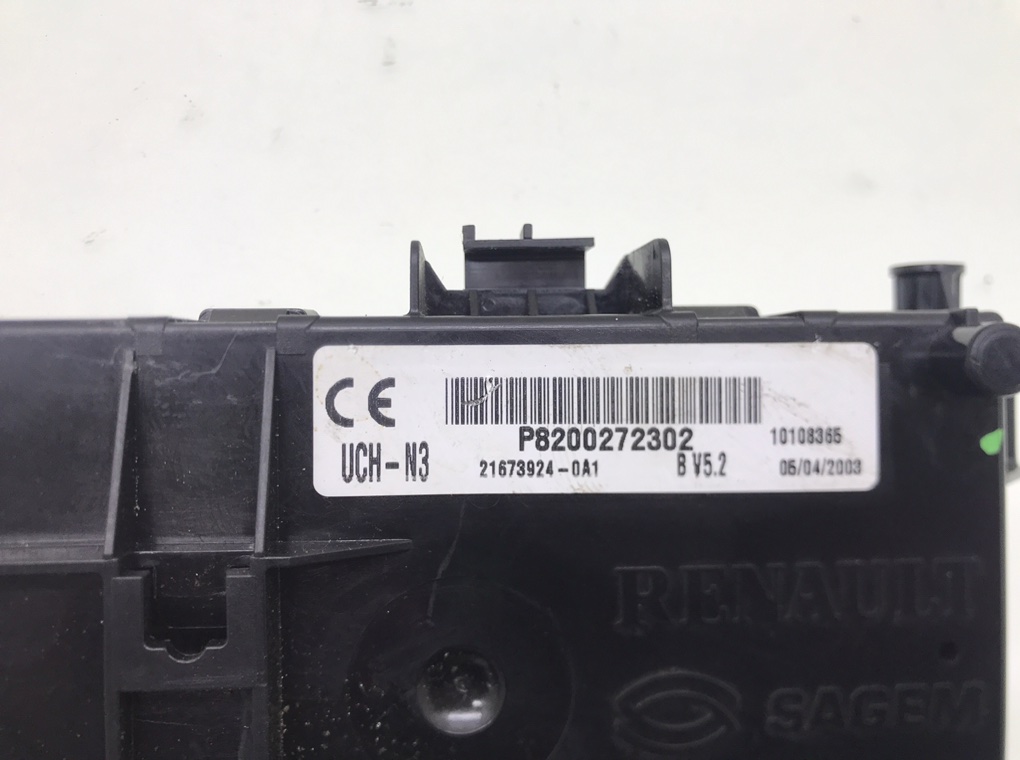 CE
P8200272302
10108365
UCH-N3
21673924-0A1
B V5.2
05/04/2003
RENAULT
SAGEM